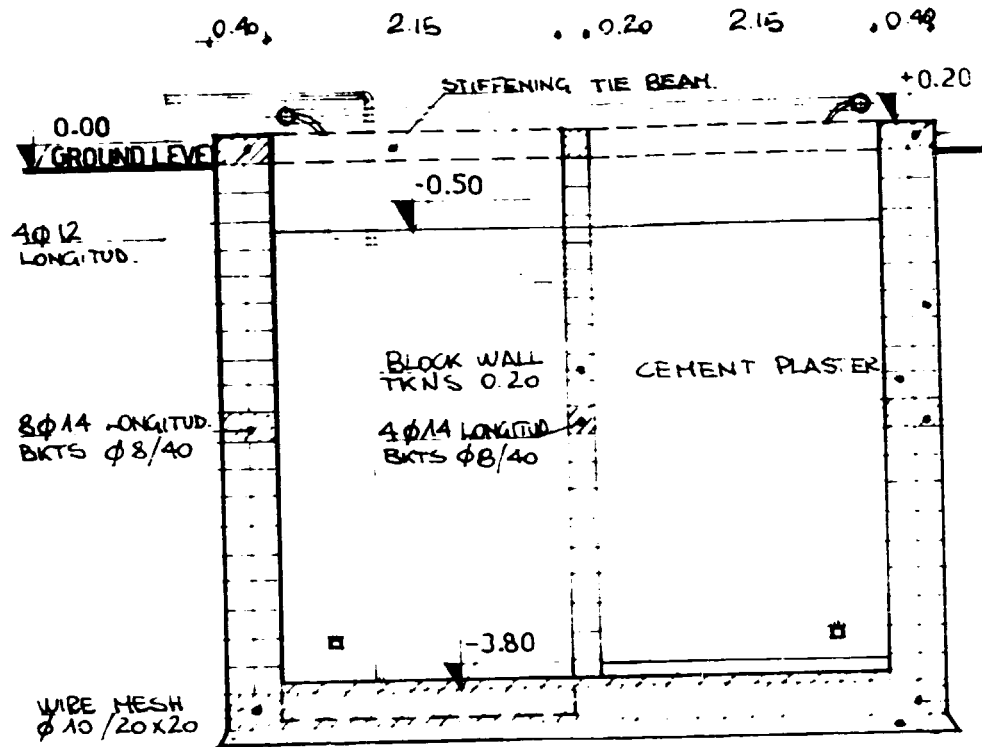 0.40 2.15 0.20 2.15 0.40
STIFFENING TIE BEAM.
+0.20
0.00
GROUND LEVEL
-0.50
4φ12
LONGITUD.
BLOCK WALL
TKNS 0.20
CEMENT PLASTER
8φ14 LONGITUD.
BKTS φ8/40
4φ14 LONGITUD
BKTS φ8/40
-3.80
WIRE MESH
φ10/20x20